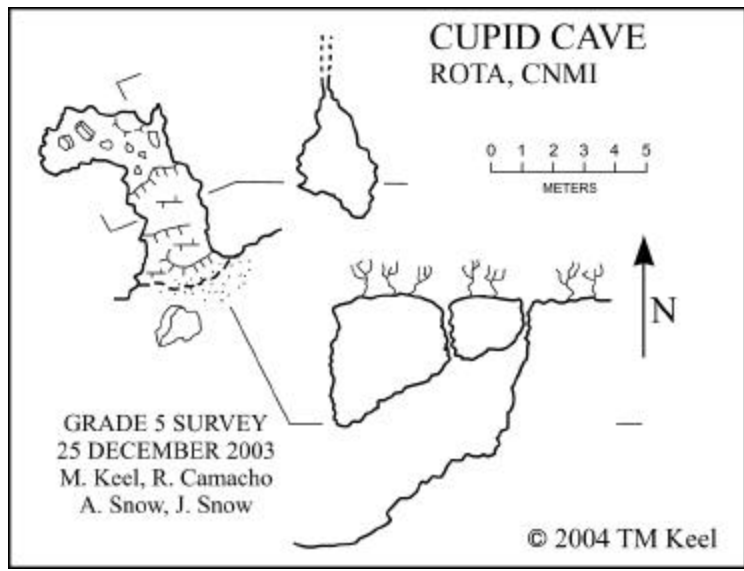 CUPID CAVE
ROTA, CNMI
0 1 2 3 4 5
METERS
N
GRADE 5 SURVEY
25 DECEMBER 2003
M. Keel, R. Camacho
A. Snow, J. Snow
© 2004 TM Keel